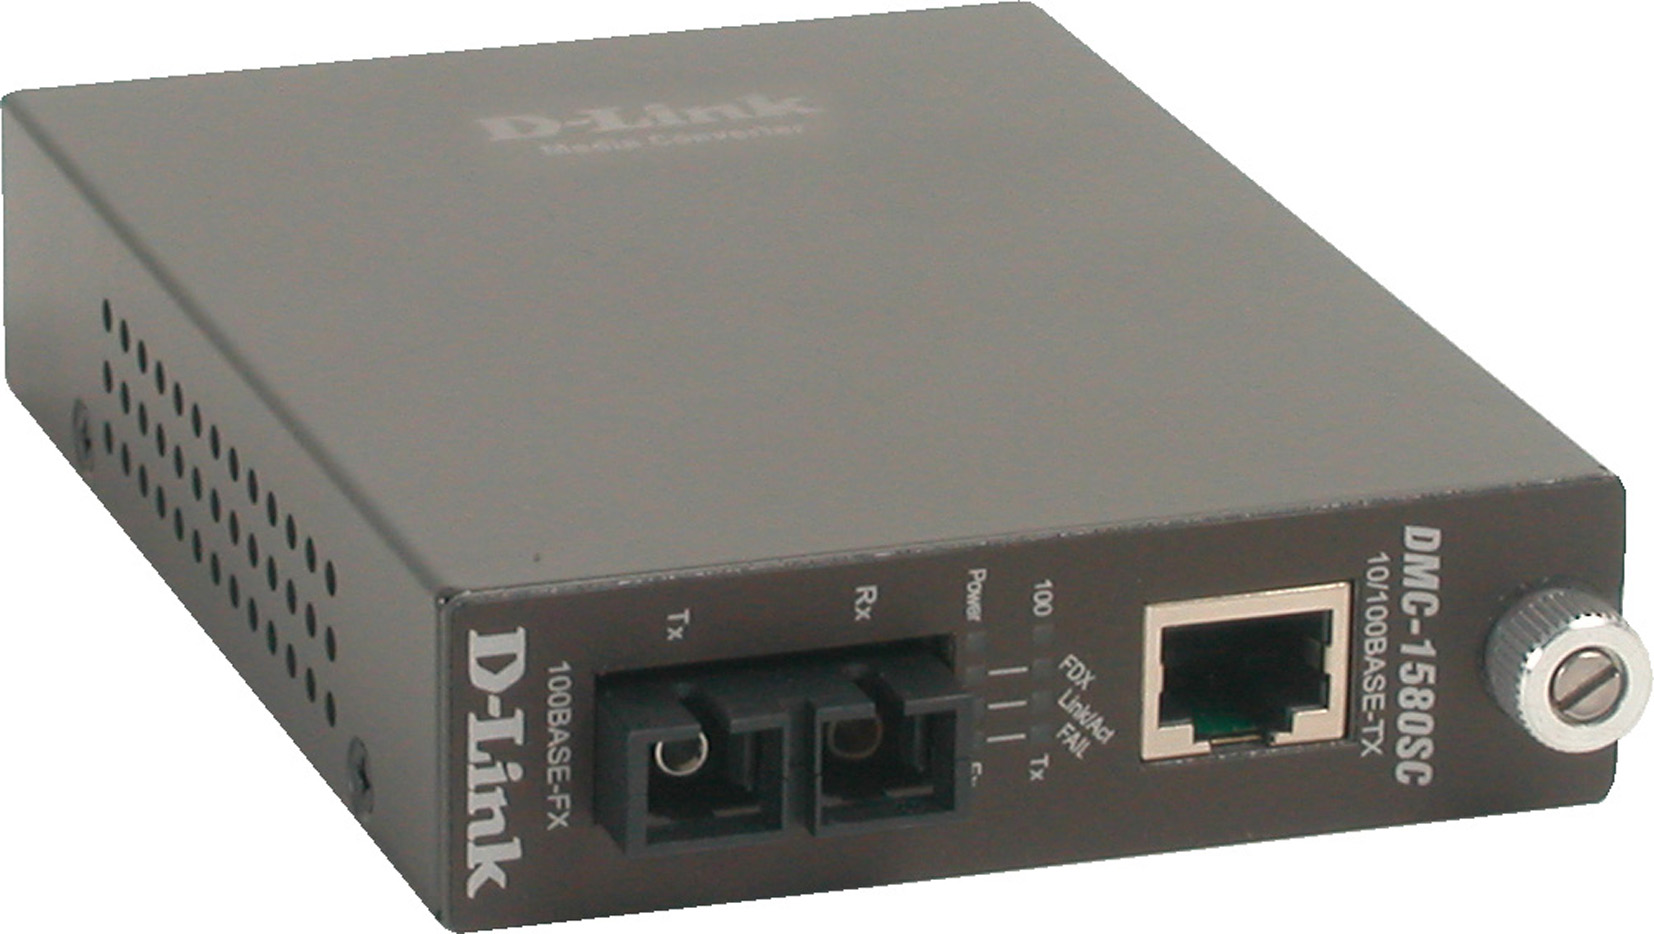 D-Link
Media Converter
D-Link
100BASE-FX
Tx
Rx
Power
100
FDX
Link/Act
FAIL
Tx
DMC-1580SC
10/100BASE-TX